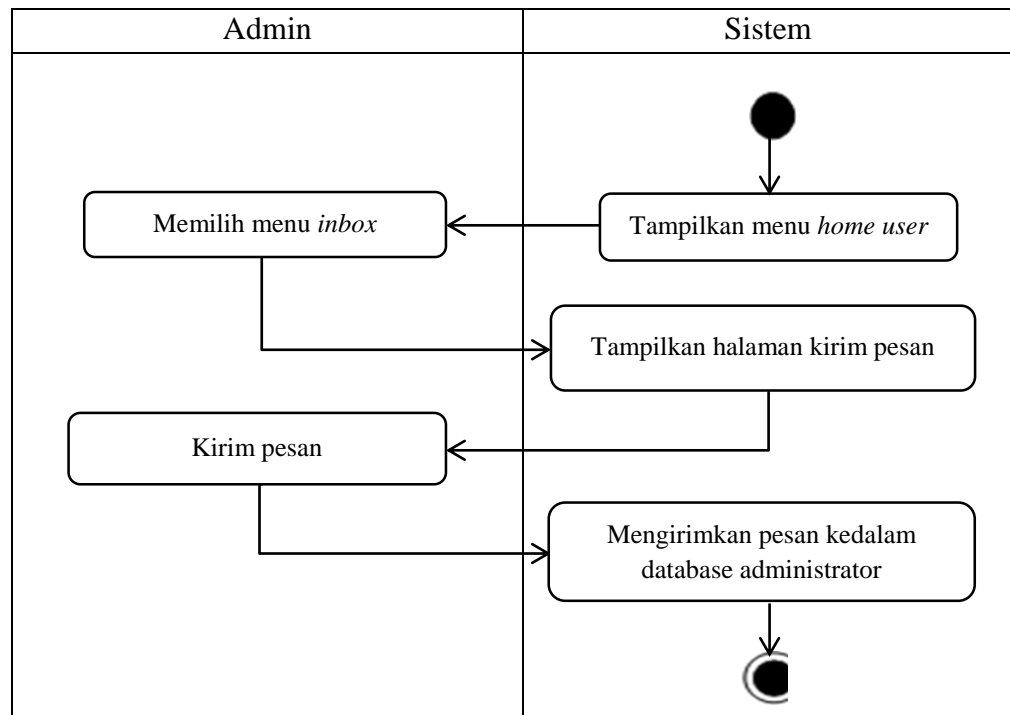 Admin
Sistem
Tampilkan menu home user
Memilih menu inbox
Tampilkan halaman kirim pesan
Kirim pesan
Mengirimkan pesan kedalam
database administrator